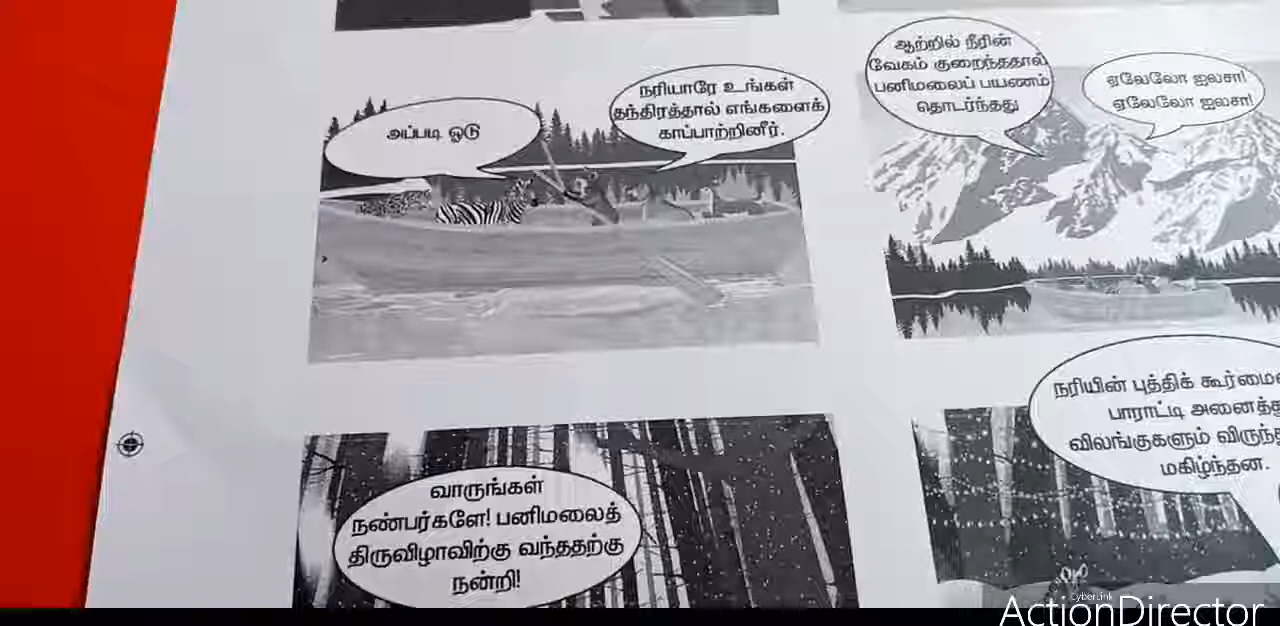 அப்படி ஓடு
நரியாரே உங்கள்
தந்திரத்தால் எங்களைக்
காப்பாற்றினீர்.
ஆற்றில் நீரின்
வேகம் குறைந்ததால்
பனிமலைப் பயணம்
தொடர்ந்தது
ஏலேலோ ஐலசா!
ஏலேலோ ஐலசா!
வாருங்கள்
நண்பர்களே! பனிமலைத்
திருவிழாவிற்கு வந்ததற்கு
நன்றி!
நரியின் புத்திக்
பாராட்டி
விலங்குகளும்
மகிழ்ந்தன.
CyberLink
ActionDirector